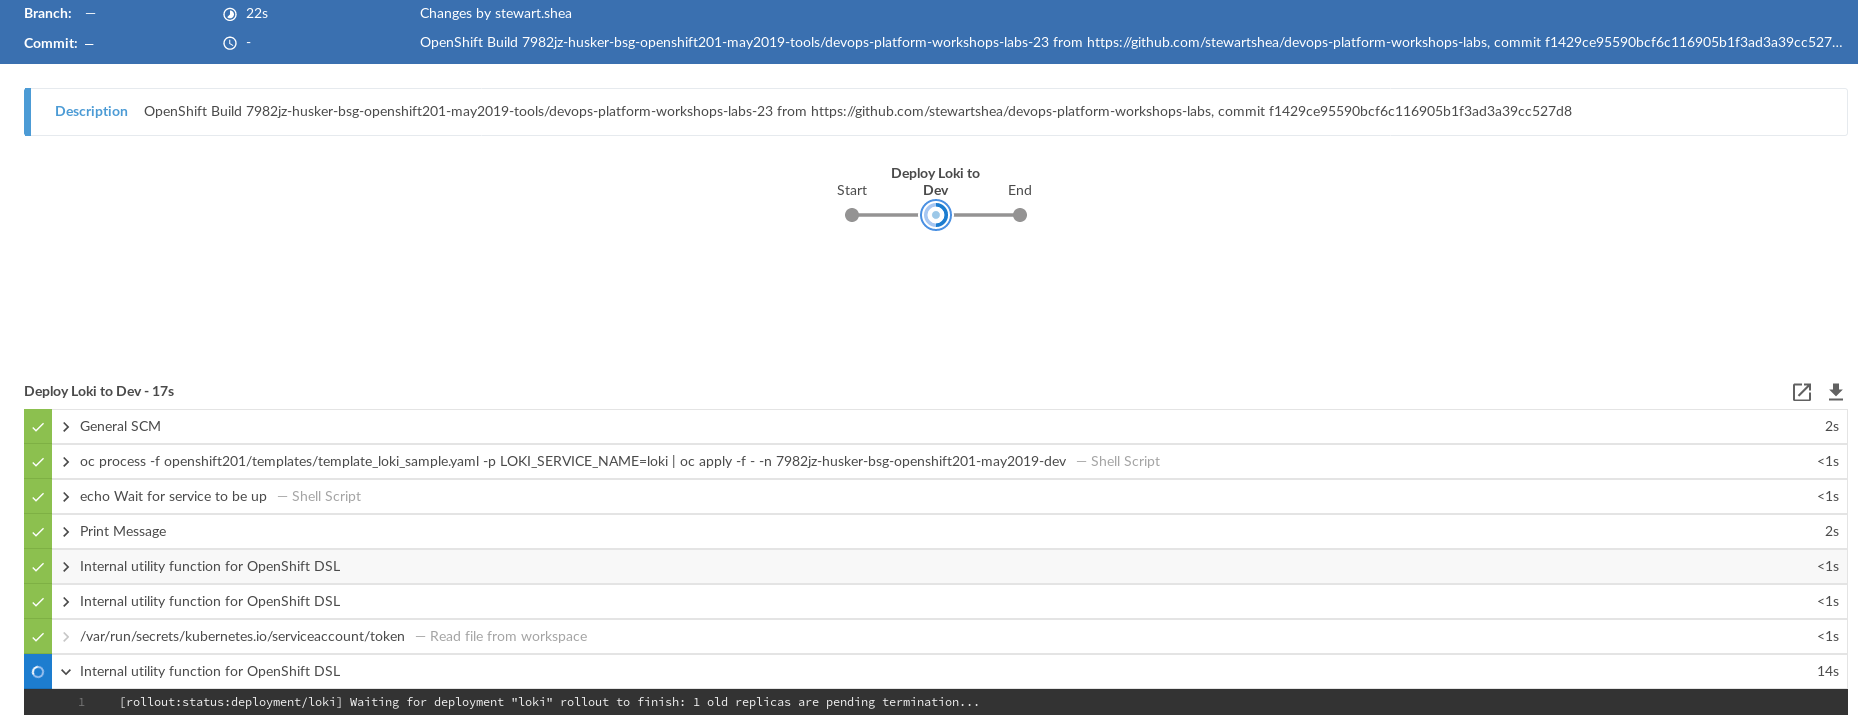 Branch: — 22s Changes by stewart.shea
Commit: — - OpenShift Build 7982jz-husker-bsg-openshift201-may2019-tools/devops-platform-workshops-labs-23 from https://github.com/stewartshea/devops-platform-workshops-labs, commit f1429ce95590bcf6c116905b1f3ad3a39cc527...
Description OpenShift Build 7982jz-husker-bsg-openshift201-may2019-tools/devops-platform-workshops-labs-23 from https://github.com/stewartshea/devops-platform-workshops-labs, commit f1429ce95590bcf6c116905b1f3ad3a39cc527d8
Deploy Loki to
Start Dev End
Deploy Loki to Dev - 17s
General SCM 2s
oc process -f openshift201/templates/template_loki_sample.yaml -p LOKI_SERVICE_NAME=loki | oc apply -f - -n 7982jz-husker-bsg-openshift201-may2019-dev — Shell Script <1s
echo Wait for service to be up — Shell Script <1s
Print Message 2s
Internal utility function for OpenShift DSL <1s
Internal utility function for OpenShift DSL <1s
/var/run/secrets/kubernetes.io/serviceaccount/token — Read file from workspace <1s
Internal utility function for OpenShift DSL 14s
1 [rollout:status:deployment/loki] Waiting for deployment "loki" rollout to finish: 1 old replicas are pending termination...